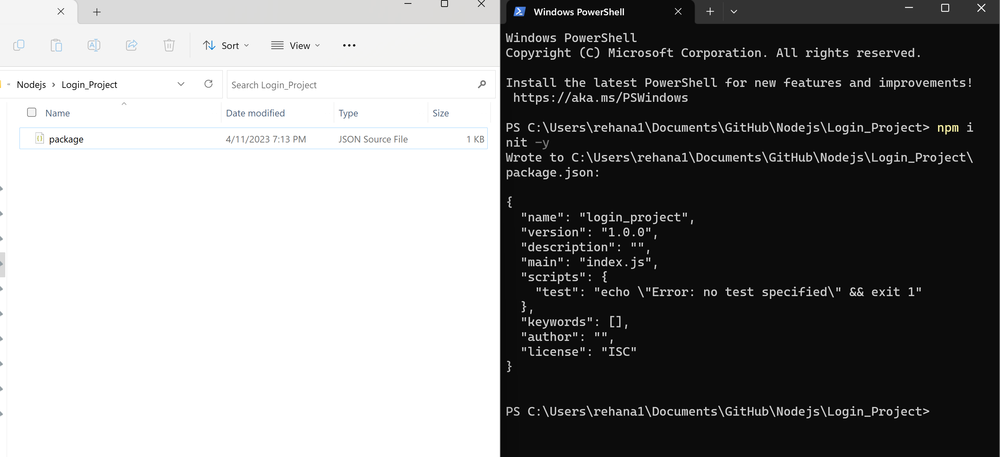 Sort
View
« Nodejs > Login_Project
Search Login_Project
Name Date modified Type Size
package 4/11/2023 7:13 PM JSON Source File 1 KB
Windows PowerShell
Windows PowerShell
Copyright (C) Microsoft Corporation. All rights reserved.
Install the latest PowerShell for new features and improvements!
https://aka.ms/PSWindows
PS C:\Users\rehana1\Documents\GitHub\Nodejs\Login_Project> npm i
nit -y
Wrote to C:\Users\rehana1\Documents\GitHub\Nodejs\Login_Project\
package.json:
{
  "name": "login_project",
  "version": "1.0.0",
  "description": "",
  "main": "index.js",
  "scripts": {
    "test": "echo \"Error: no test specified\" && exit 1"
  },
  "keywords": [],
  "author": "",
  "license": "ISC"
}
PS C:\Users\rehana1\Documents\GitHub\Nodejs\Login_Project>